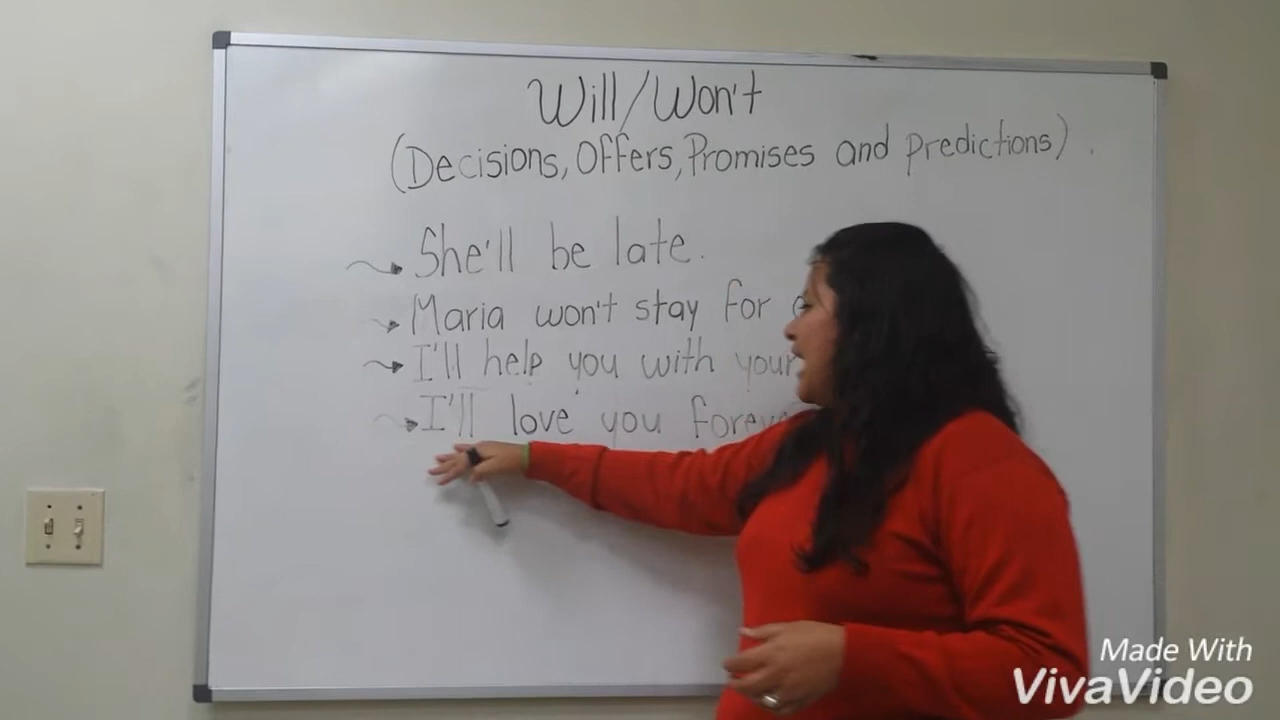 Will/Won't
(Decisions, Offers, Promises and predictions).
She'll be late.
Maria won't stay for
I'll help you with your
I'll love you
Made With
VivaVideo